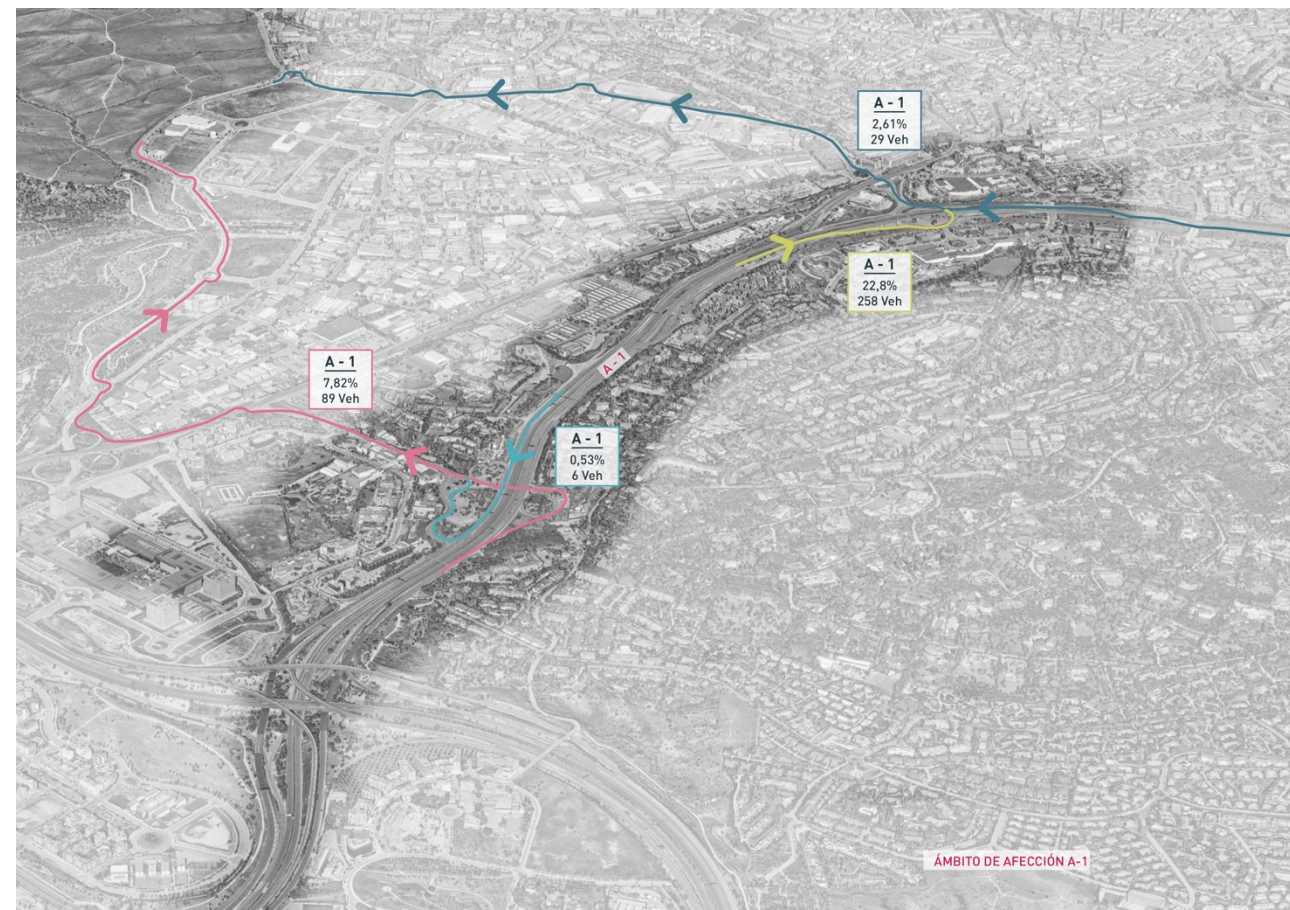 A - 1
2,61%
29 Veh
A - 1
22,8%
258 Veh
A - 1
A - 1
7,82%
89 Veh
A - 1
0,53%
6 Veh
ÁMBITO DE AFECCIÓN A-1